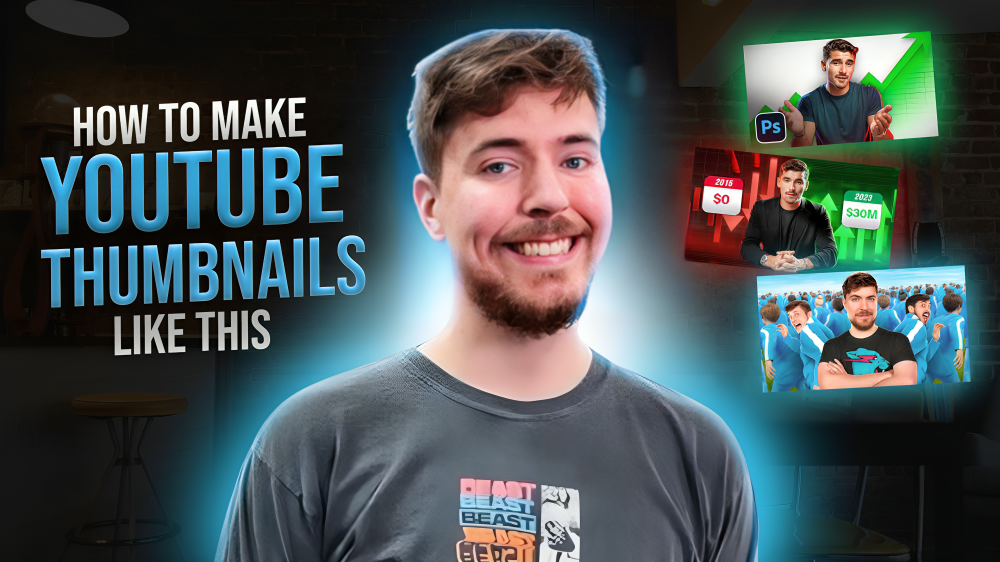 HOW TO MAKE
YOUTUBE
THUMBNAILS
LIKE THIS
Ps
2015
$0
2023
$30M
BEAST
BEAST
BEAST